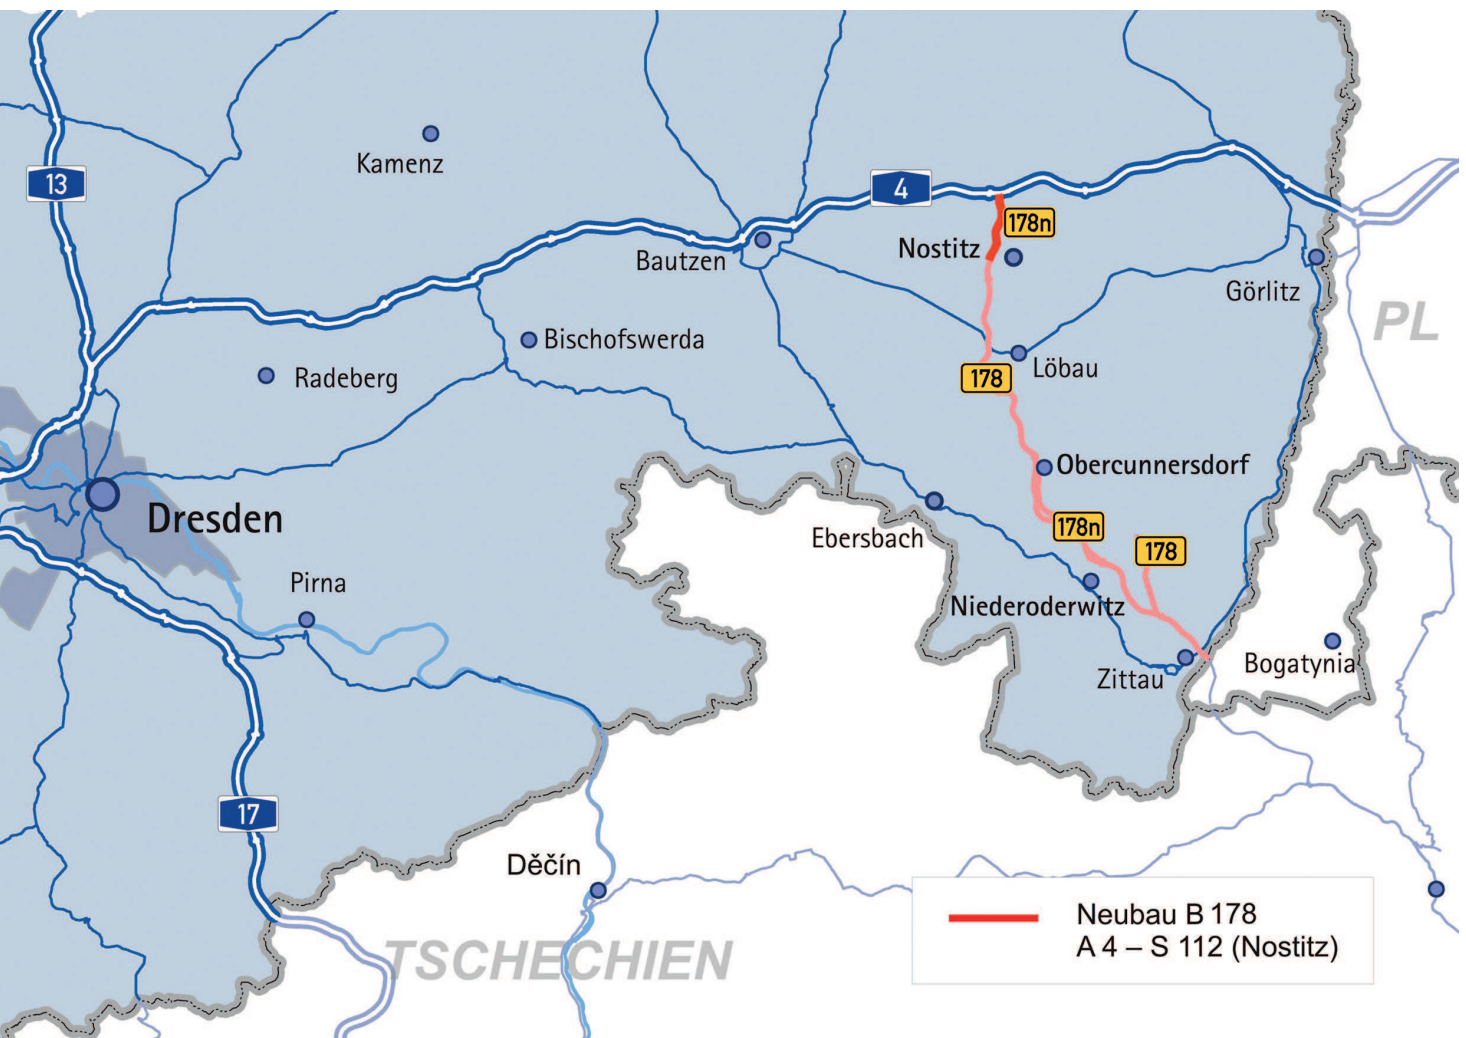 Kamenz
13
4
178n
Nostitz
Bautzen
Görlitz
PL
Bischofswerda
Löbau
Radeberg
178
Obercunnersdorf
Dresden
178n
178
Ebersbach
Pirna
Niederoderwitz
Bogatynia
Zittau
17
Děčín
TSCHECHIEN
Neubau B 178
A 4 – S 112 (Nostitz)